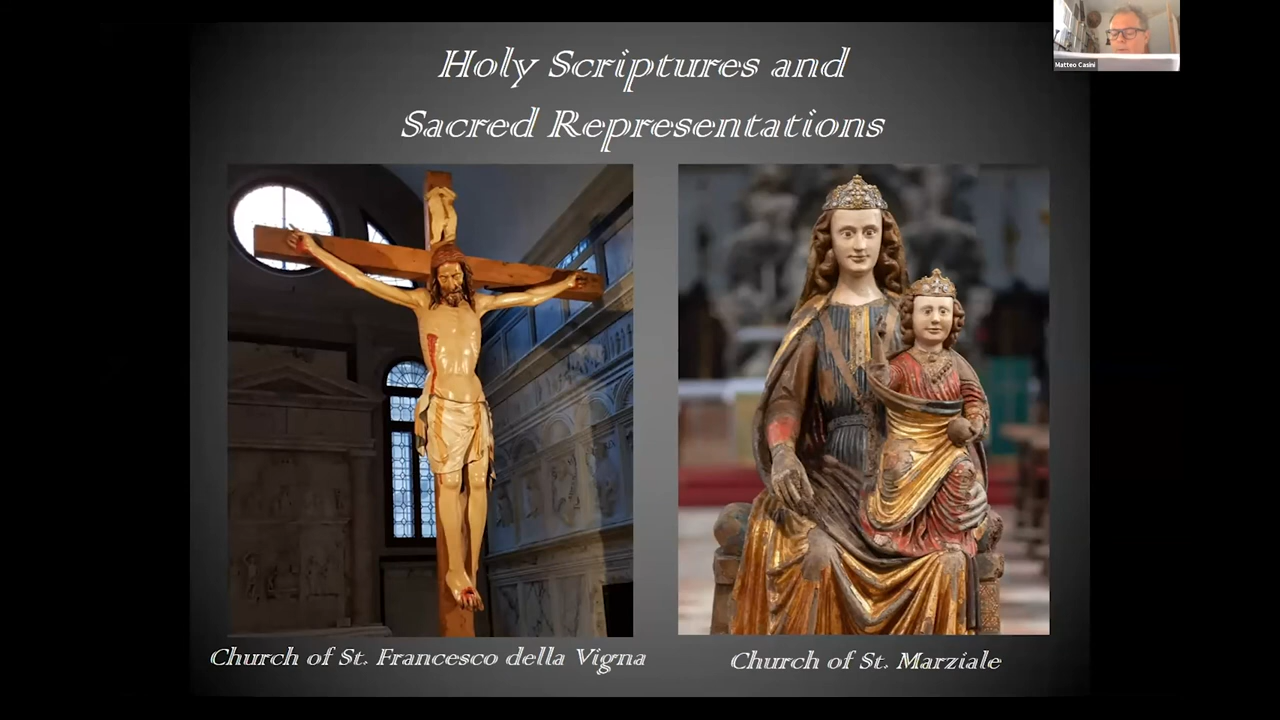 Holy Scriptures and
Sacred Representations
Matteo Casini
Church of St. Francesco della Vigna
Church of St. Marziale